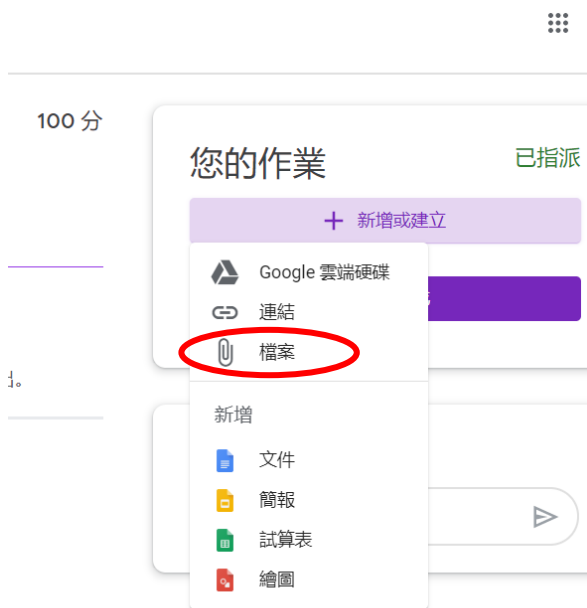 100 分
您的作業
已指派
新增或建立
Google 雲端硬碟
連結
檔案
出。
新增
文件
簡報
試算表
繪圖